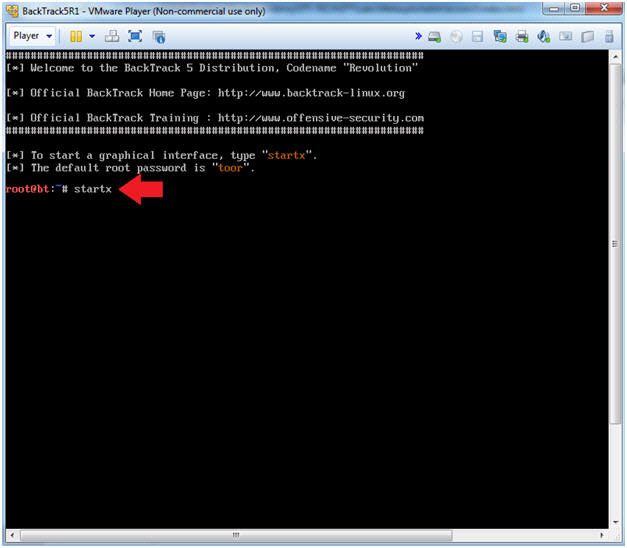 BackTrack5R1 - VMware Player (Non-commercial use only)
Player
##################################################################
[*] Welcome to the BackTrack 5 Distribution, Codename "Revolution"
[*] Official BackTrack Home Page: http://www.backtrack-linux.org
[*] Official BackTrack Training : http://www.offensive-security.com
##################################################################
[*] To start a graphical interface, type "startx".
[*] The default root password is "toor".
root@bt:~# startx